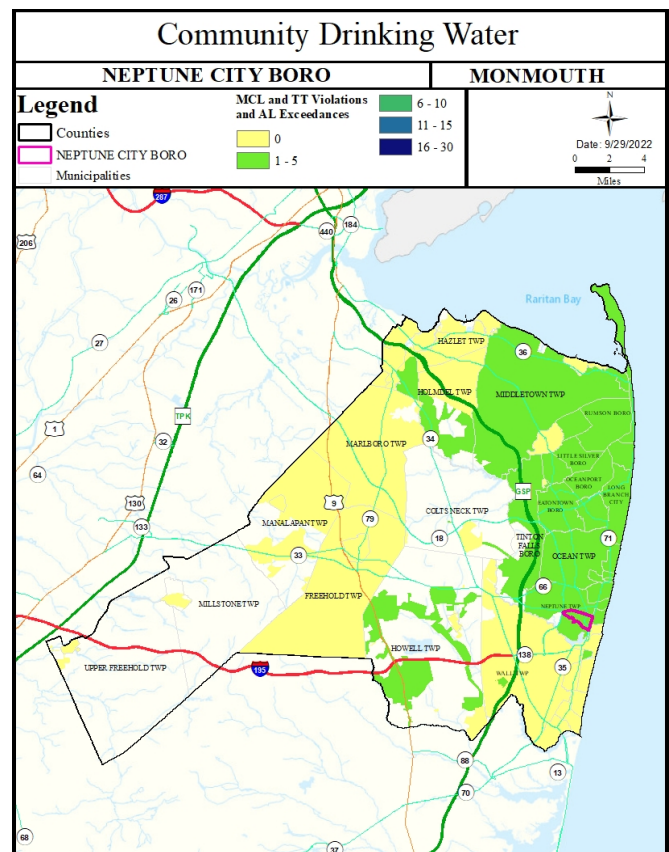 Community Drinking Water
NEPTUNE CITY BORO
MONMOUTH
Legend
Counties
NEPTUNE CITY BORO
Municipalities
MCL and TT Violations
and AL Exceedances
0
1 - 5
6 - 10
11 - 15
16 - 30
N
Date: 9/29/2022
0 2 4
Miles
287
206
440
184
171
26
27
Raritan Bay
HAZLET TWP
36
HOLMDEL TWP
MIDDLETOWN TWP
TPK
RUMSON BORO
1
32
MARLBORO TWP
34
LITTLE SILVER
BORO
64
OCEANPORT
BORO
LONG
BRANCH
CITY
130
9
GSP
EATONTOWN
BORO
133
MANALAPAN TWP
79
COLTS NECK TWP
18
TINTON
FALLS
BORO
71
33
OCEAN TWP
66
MILLSTONE TWP
FREEHOLD TWP
NEPTUNE TWP
HOWELL TWP
138
35
UPPER FREEHOLD TWP
195
WALL TWP
88
13
70
68
37